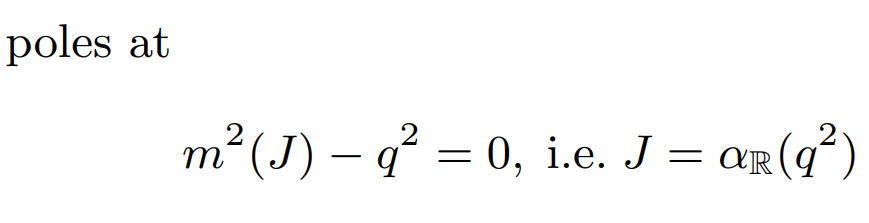 poles at
m²(J) − q² = 0, i.e. J = α_ℝ(q²)